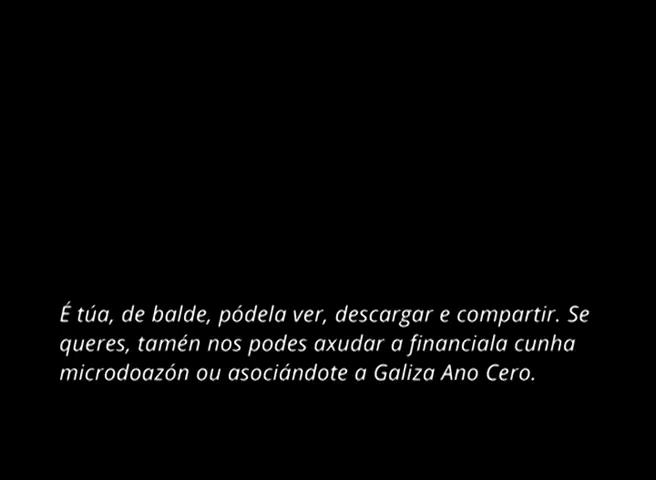 É túa, de balde, pódela ver, descargar e compartir. Se
queres, tamén nos podes axudar a financiala cunha
microdoazón ou asociándote a Galiza Ano Cero.